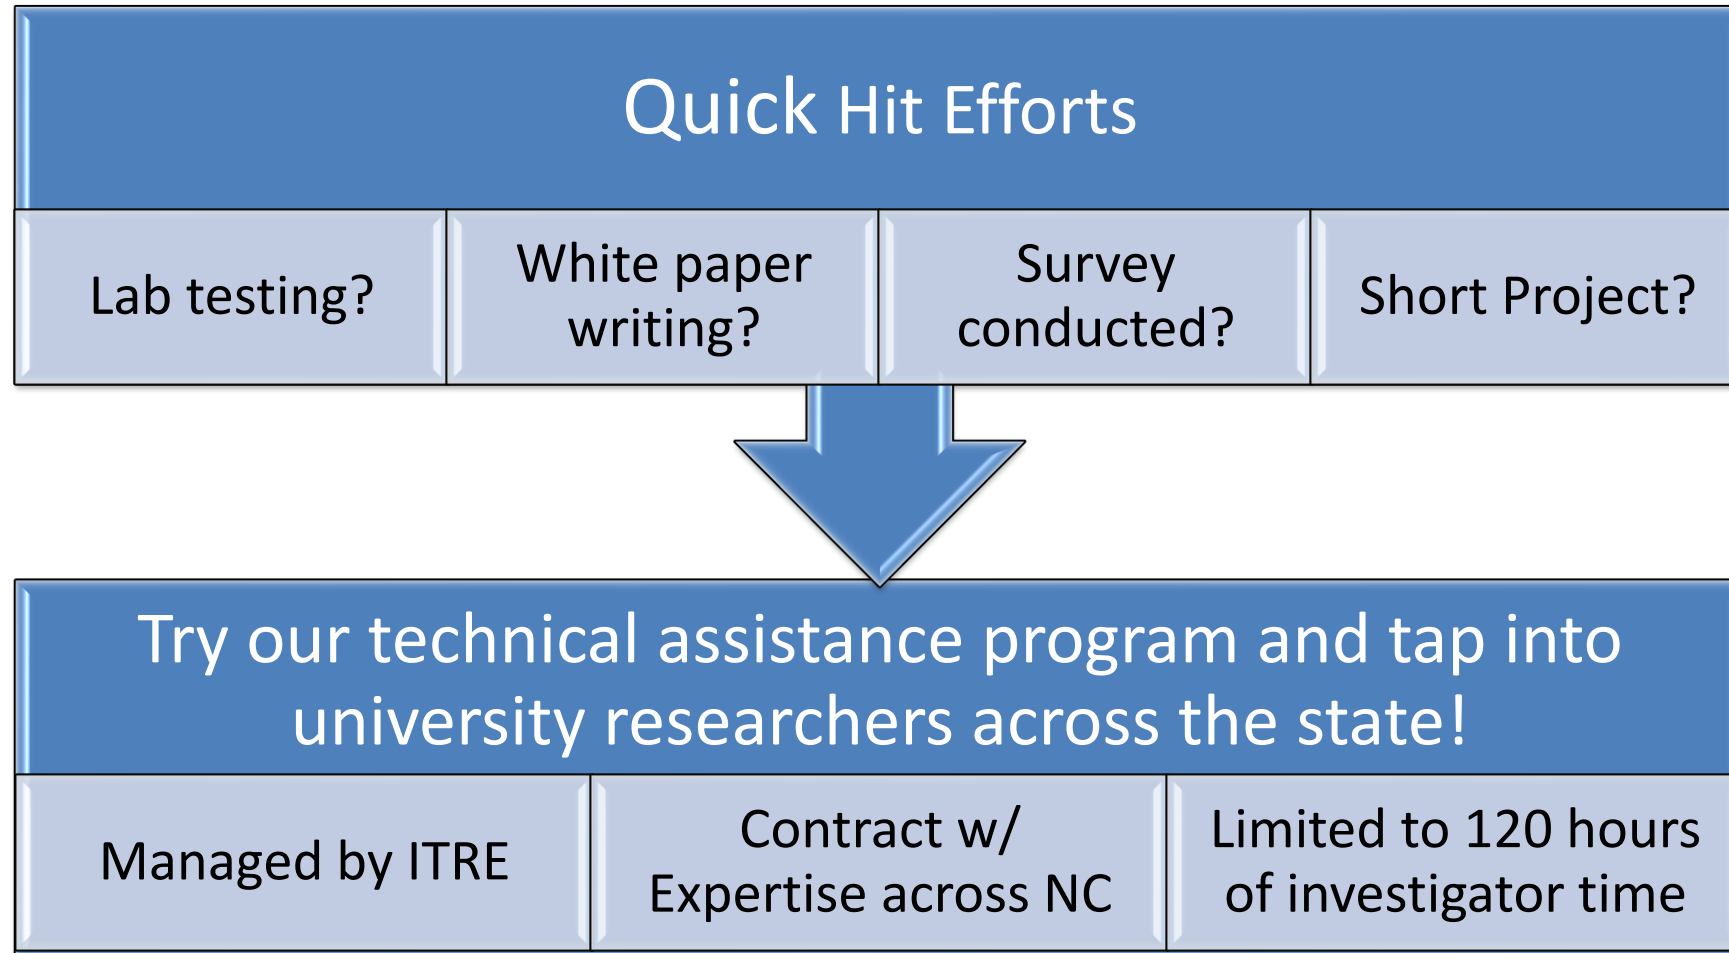 Quick Hit Efforts
Lab testing?
White paper
writing?
Survey
conducted?
Short Project?
Try our technical assistance program and tap into
university researchers across the state!
Managed by ITRE
Contract w/
Expertise across NC
Limited to 120 hours
of investigator time